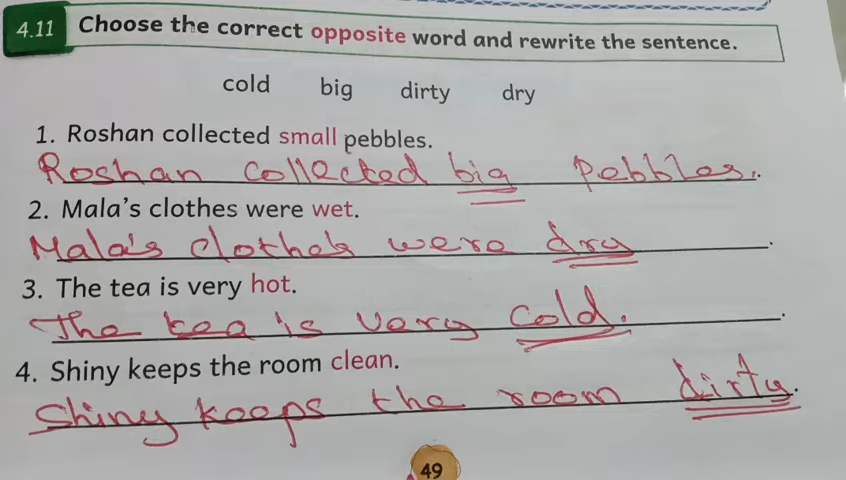 4.11 Choose the correct opposite word and rewrite the sentence.
cold big dirty dry
1. Roshan collected small pebbles.
Roshan collected big pebbles.
2. Mala's clothes were wet.
Mala's clothe's were dry.
3. The tea is very hot.
The tea is very cold.
4. Shiny keeps the room clean.
Shiny keeps the room dirty.
49